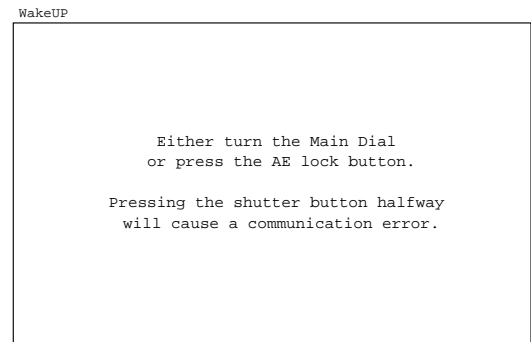 WakeUP
Either turn the Main Dial
or press the AE lock button.
Pressing the shutter button halfway
will cause a communication error.